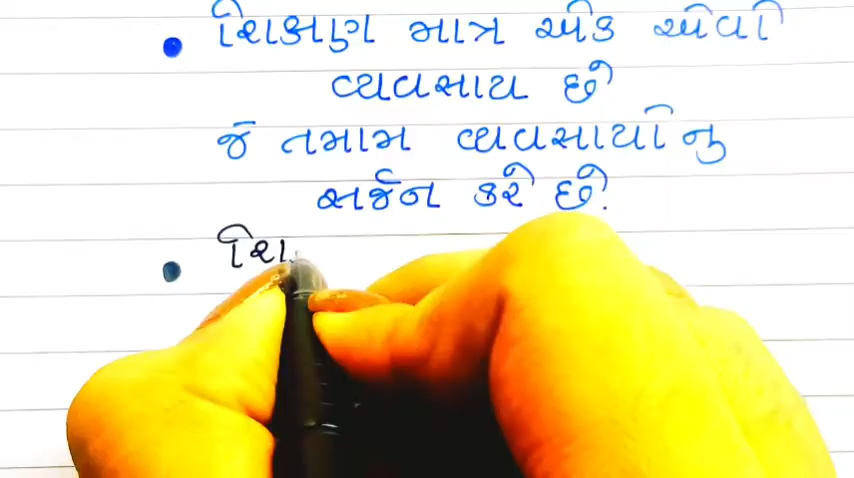 • શિક્ષણ માત્ર એક એવો
વ્યવસાય છે
જે તમામ વ્યવસાયોનુ
સર્જન કરે છે.
• શિ